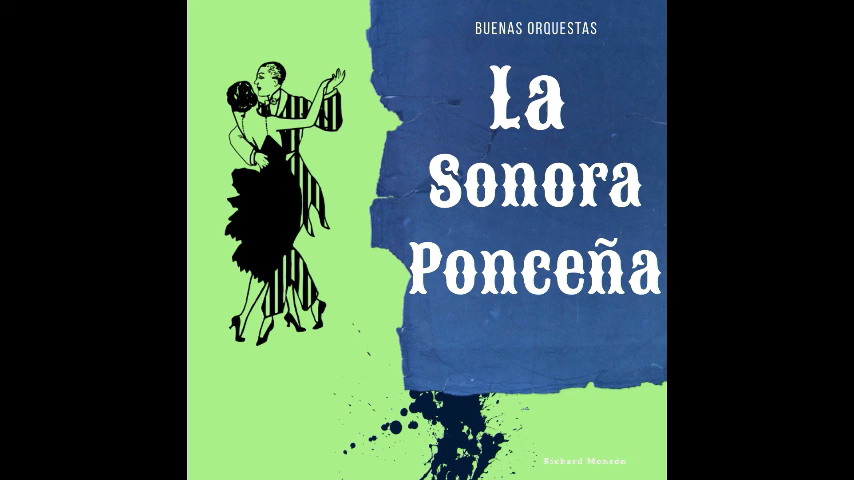 BUENAS ORQUESTAS
La
Sonora
Ponceña
Richard Monzón